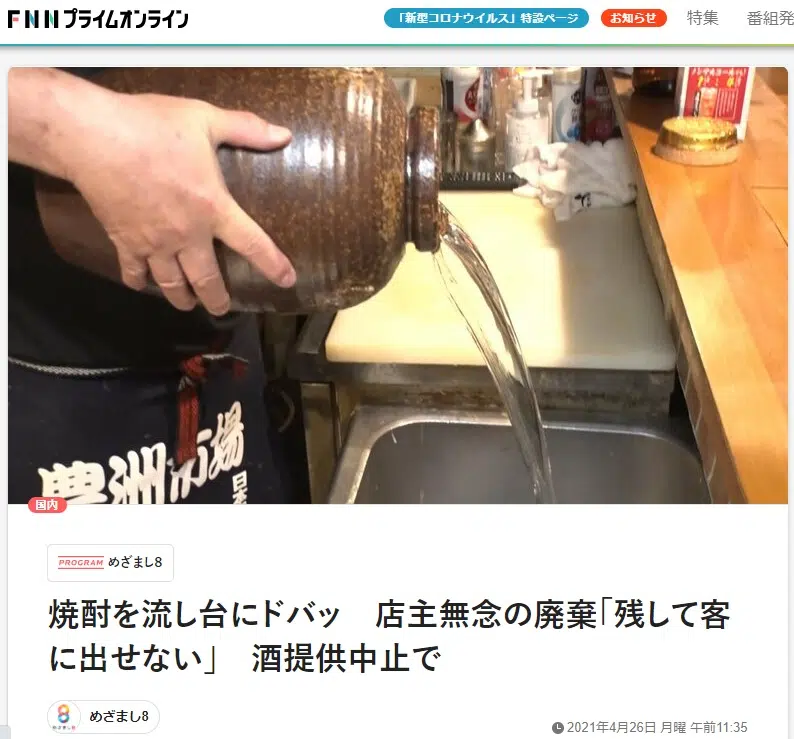 FNNプライムオンライン
「新型コロナウイルス」特設ページ
お知らせ
特集
番組発
豊洲市場
日本
国内
PROGRAM めざまし8
焼酎を流し台にドバッ　店主無念の廃棄「残して客
に出せない」　酒提供中止で
めざまし8
2021年4月26日 月曜 午前11:35